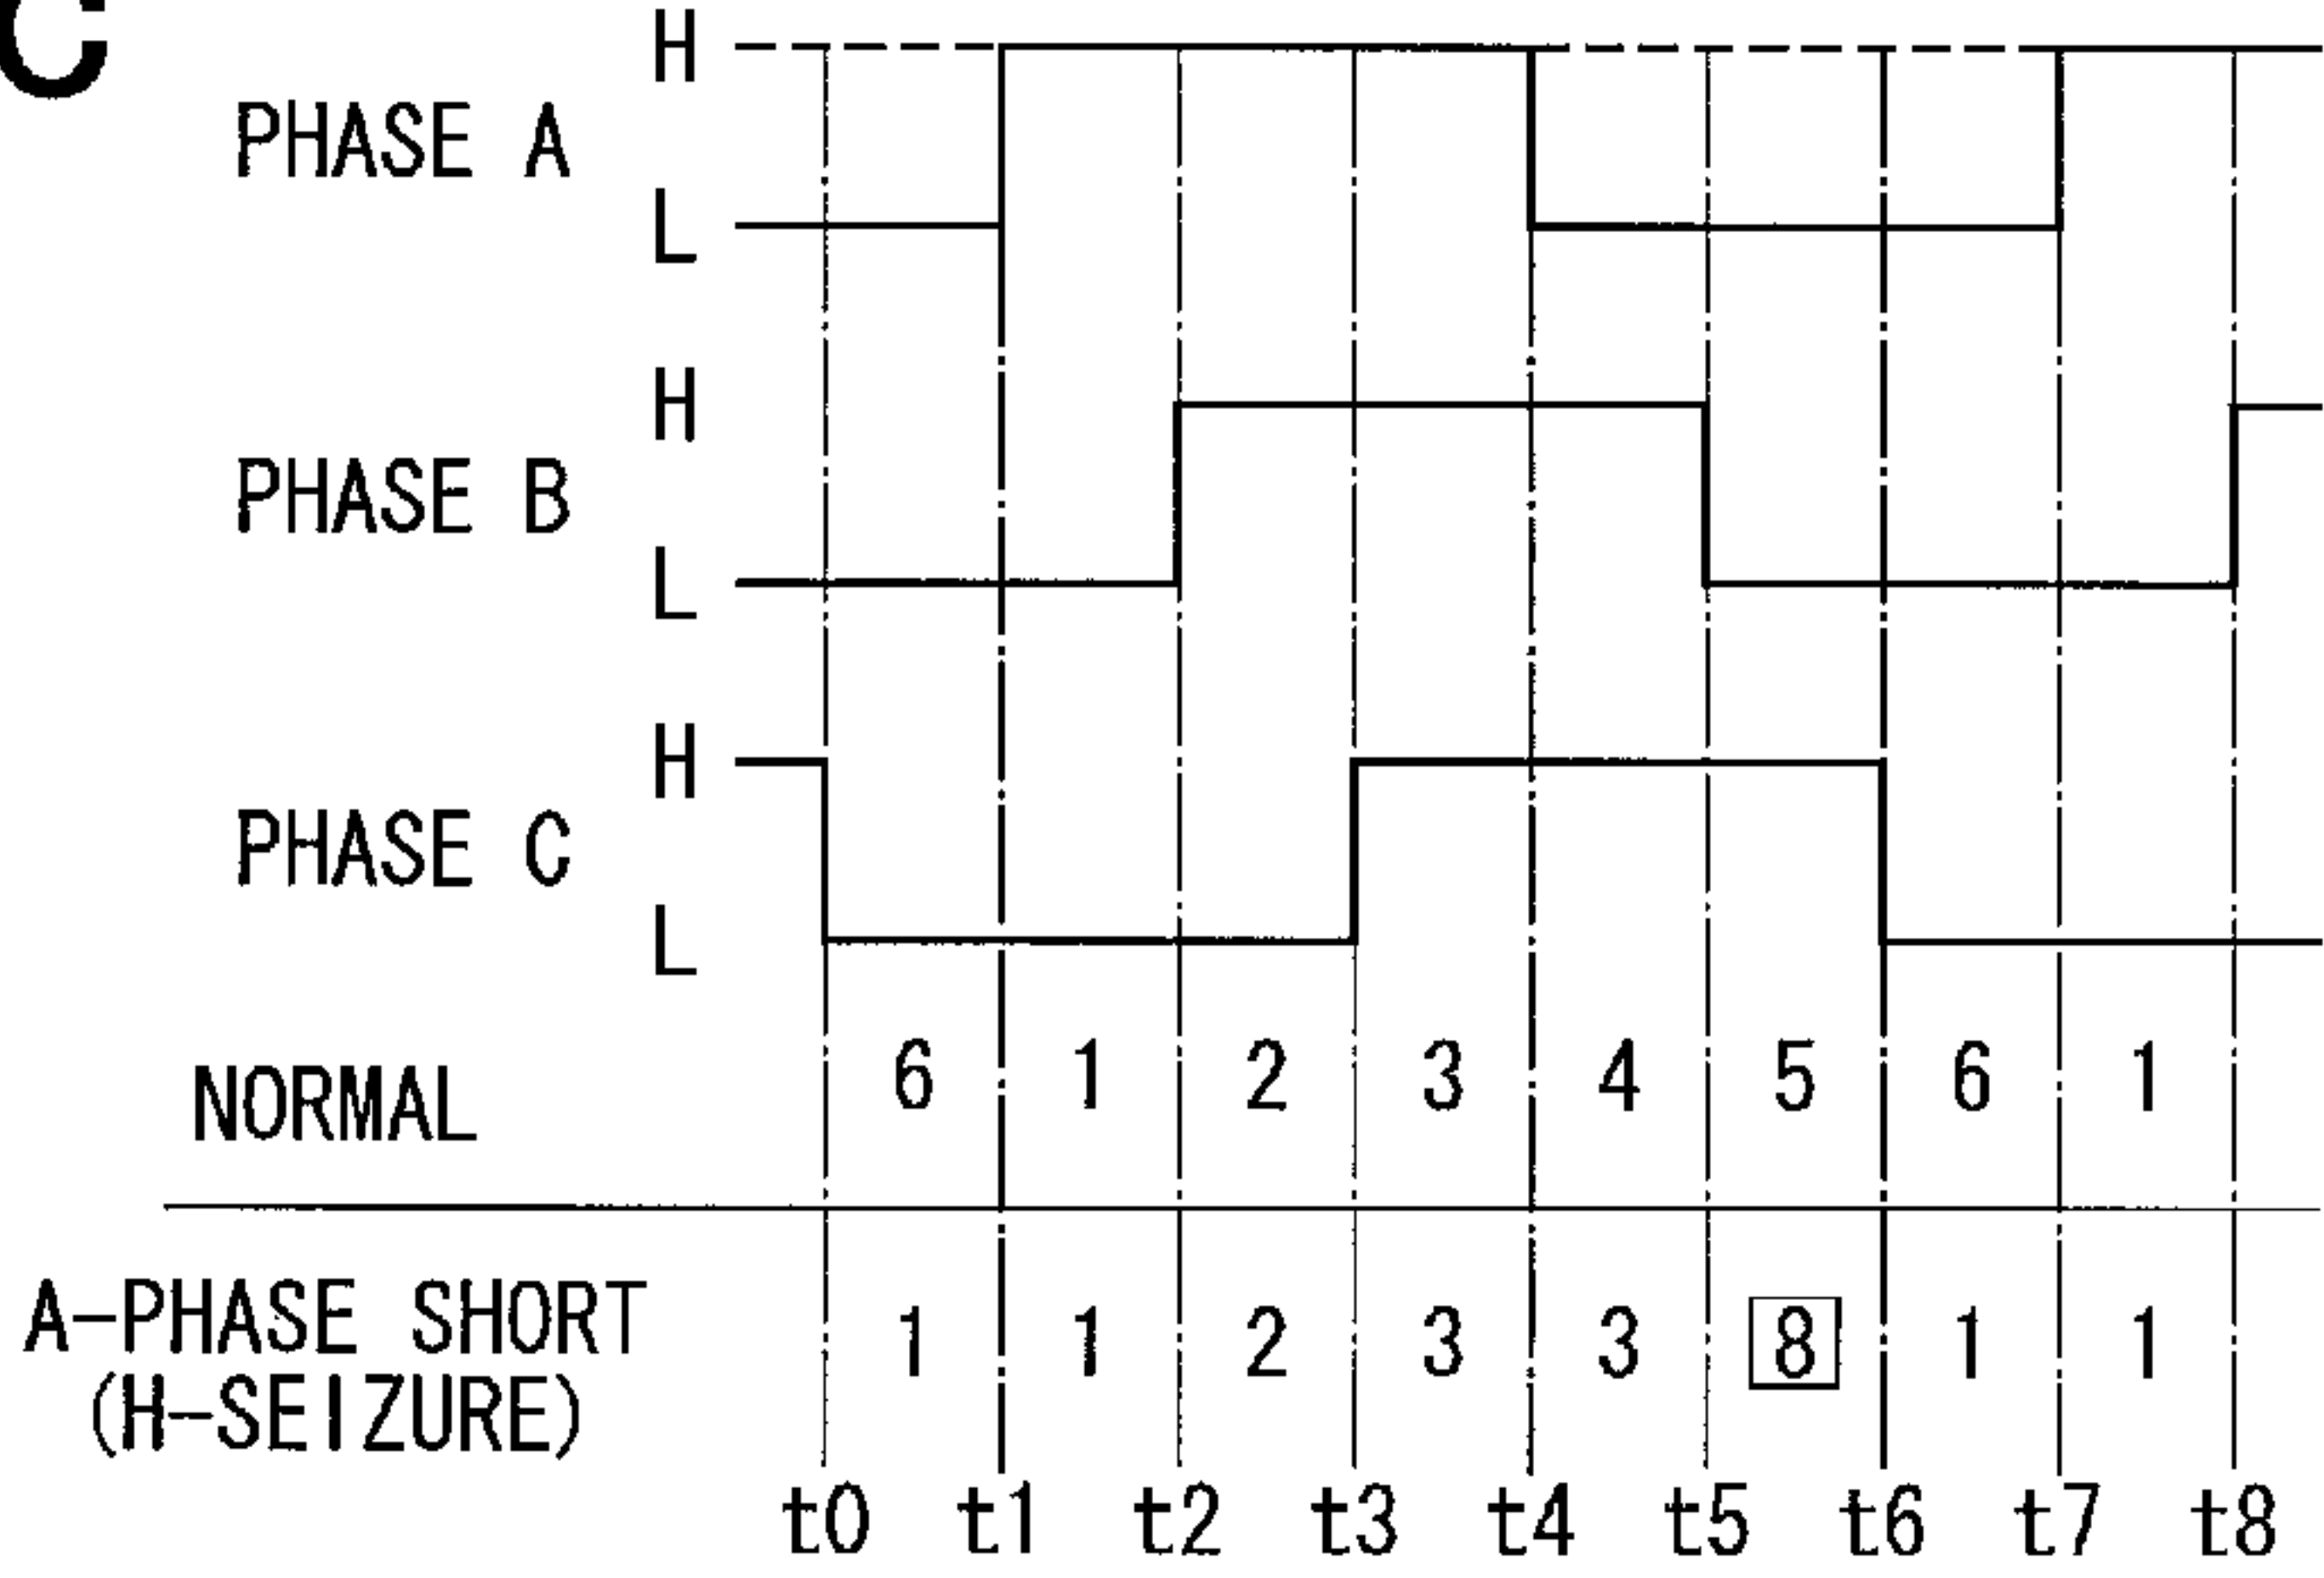 C
H
PHASE A
L
H
PHASE B
L
H
PHASE C
L
NORMAL 6 1 2 3 4 5 6 1
A-PHASE SHORT 1 1 2 3 3 8 1 1
(H-SEIZURE)
t0 t1 t2 t3 t4 t5 t6 t7 t8